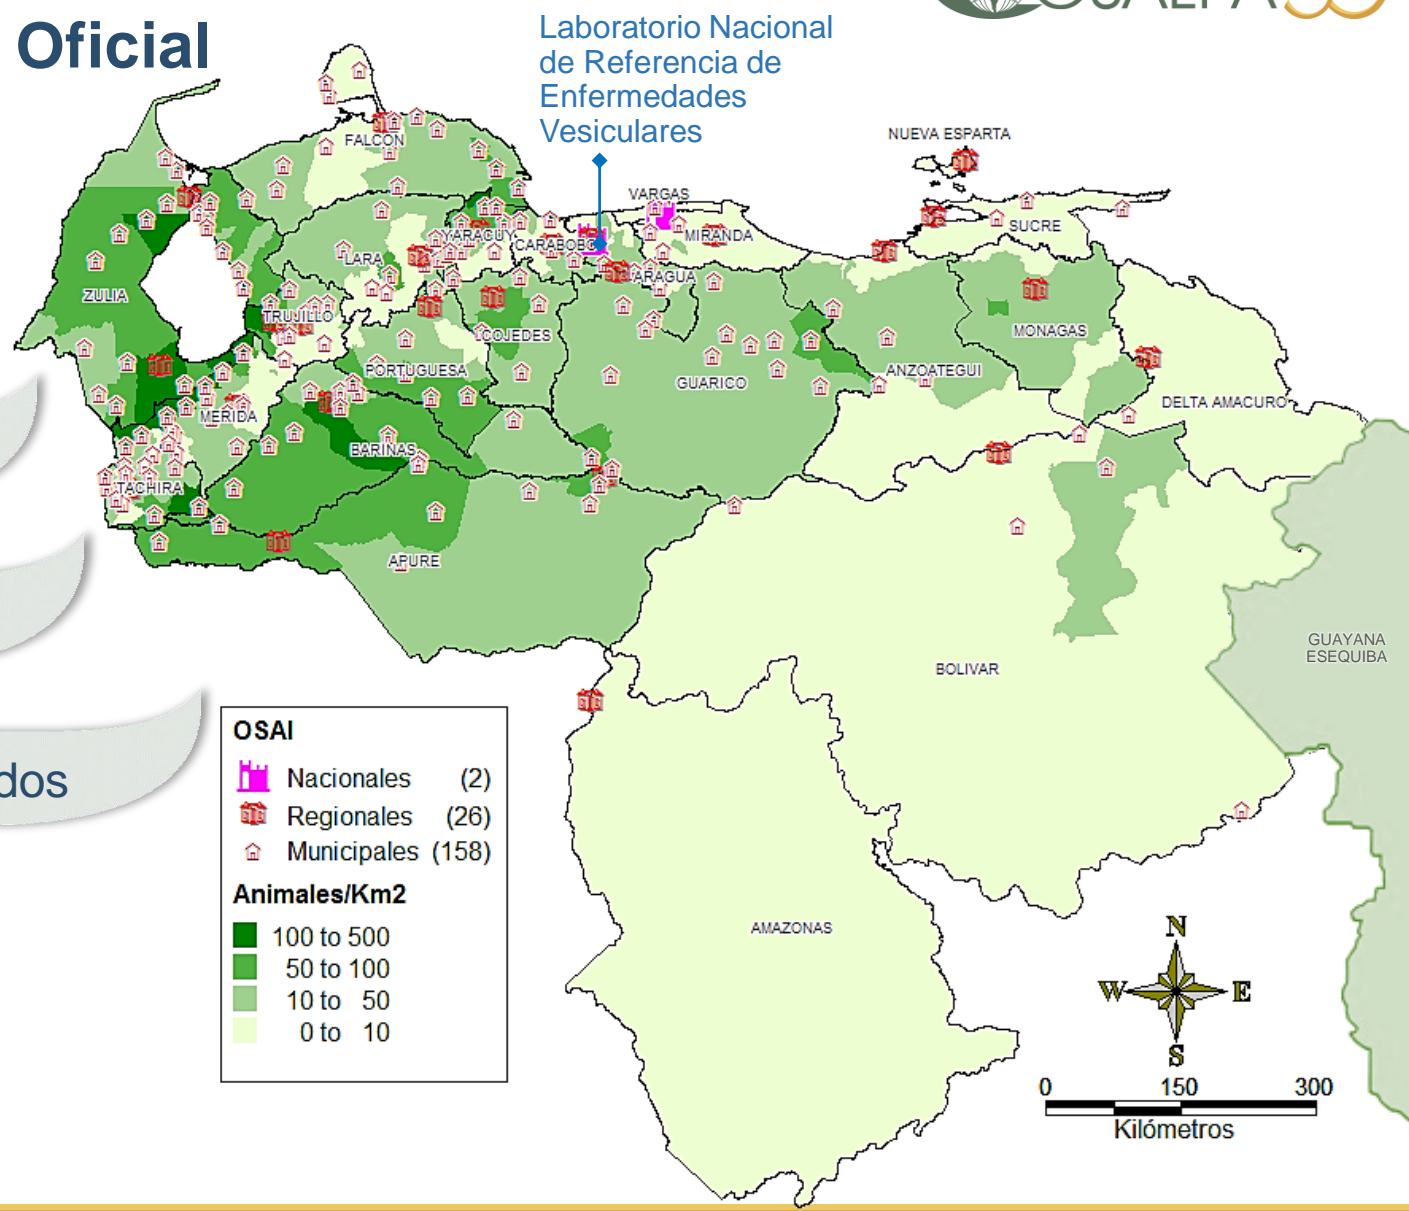 Oficial
Laboratorio Nacional
de Referencia de
Enfermedades
Vesiculares
NUEVA ESPARTA
FALCON
VARGAS
SUCRE
MIRANDA
YARACUY
CARABOBO
LARA
ARAGUA
ZULIA
TRUJILLO
COJEDES
MONAGAS
PORTUGUESA
GUARICO
ANZOATEGUI
MERIDA
DELTA AMACURO
BARINAS
TACHIRA
APURE
GUAYANA
ESEQUIBA
BOLIVAR
OSAI
Nacionales (2)
Regionales (26)
Municipales (158)
Animales/Km2
100 to 500
50 to 100
10 to 50
0 to 10
dos
AMAZONAS
N
W E
S
0 150 300
Kilómetros